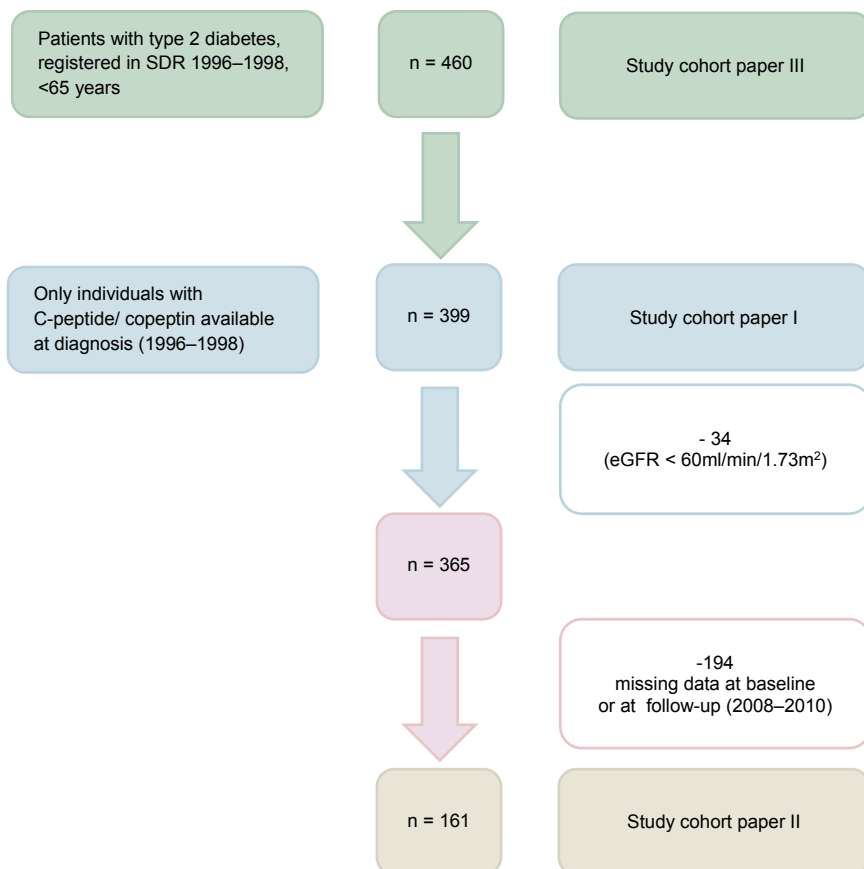 Patients with type 2 diabetes,
registered in SDR 1996–1998,
<65 years
n = 460
Study cohort paper III
Only individuals with
C-peptide/ copeptin available
at diagnosis (1996–1998)
n = 399
Study cohort paper I
- 34
(eGFR < 60ml/min/1.73m²)
n = 365
-194
missing data at baseline
or at follow-up (2008–2010)
n = 161
Study cohort paper II